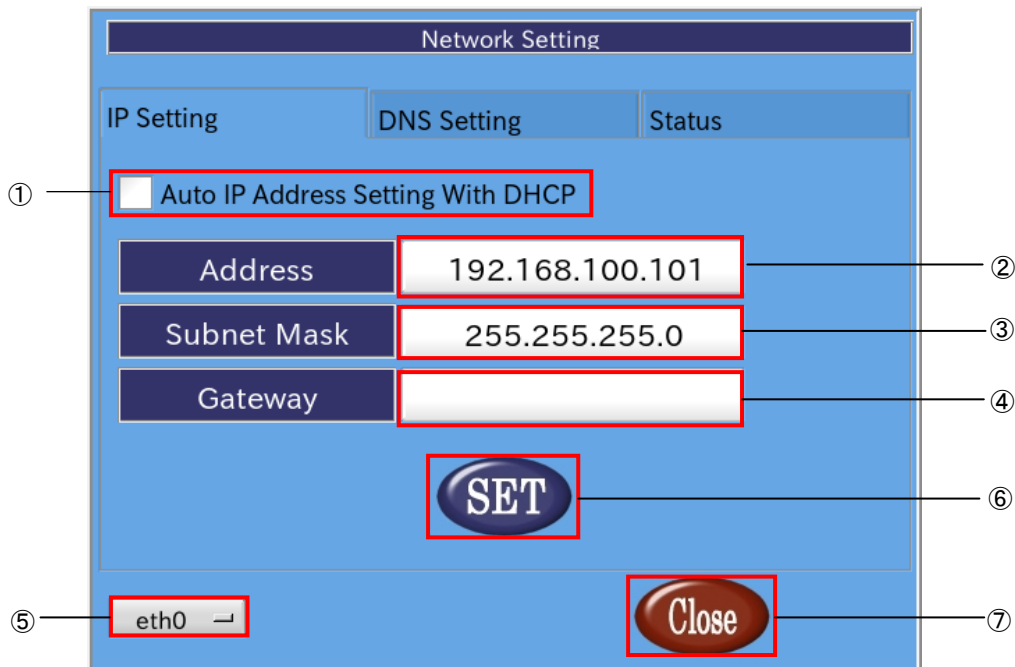 Network Setting
IP Setting DNS Setting Status
① Auto IP Address Setting With DHCP
Address 192.168.100.101 ②
Subnet Mask 255.255.255.0 ③
Gateway ④
SET ⑥
⑤ eth0 Close ⑦